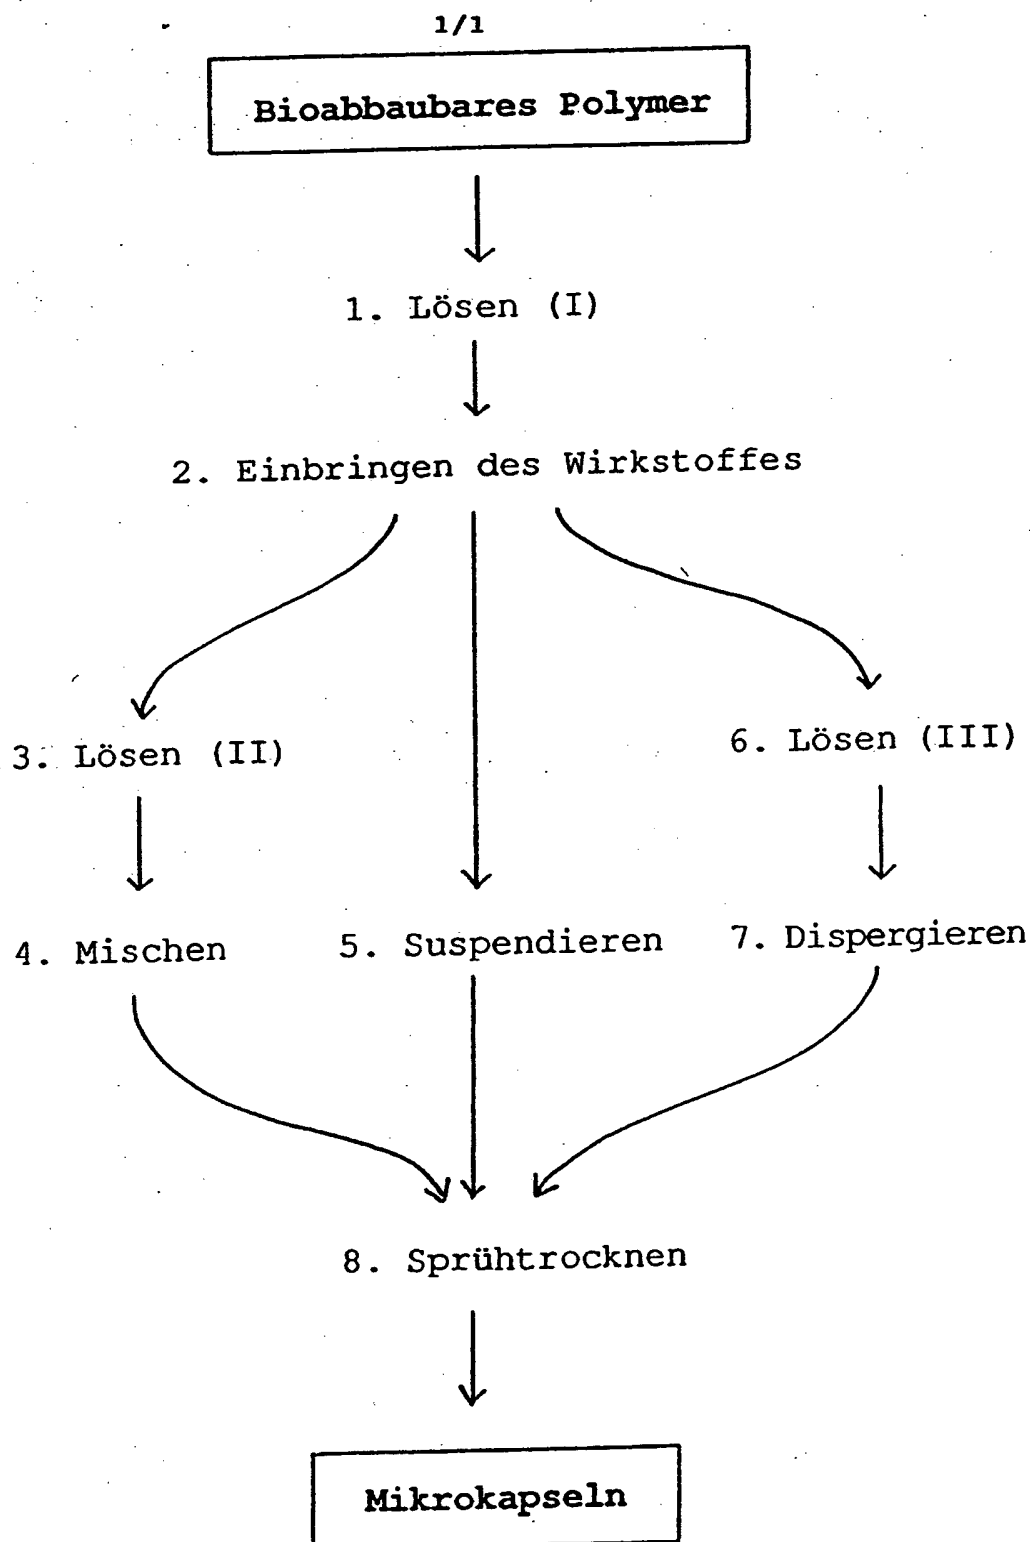 1/1
Bioabbaubares Polymer
1. Lösen (I)
2. Einbringen des Wirkstoffes
3. Lösen (II)
6. Lösen (III)
4. Mischen
5. Suspendieren
7. Dispergieren
8. Sprühtrocknen
Mikrokapseln